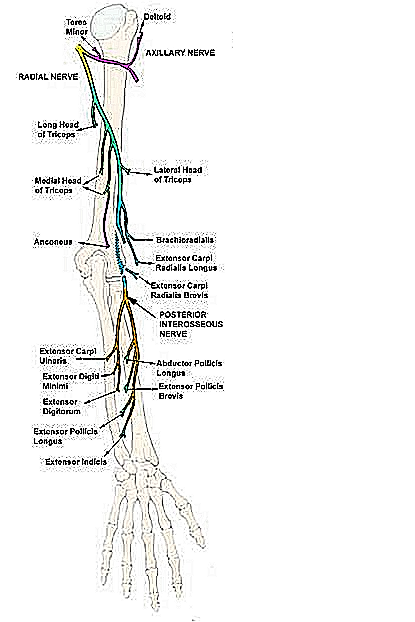 Deltoid
Teres
Minor
AXILLARY NERVE
RADIAL NERVE
Long Head
of Triceps
Lateral Head
of Triceps
Medial Head
of Triceps
Anconeus
Brachioradialis
Extensor Carpi
Radialis Longus
Extensor Carpi
Radialis Brevis
POSTERIOR
INTEROSSEOUS
NERVE
Extensor Carpi
Ulnaris
Abductor Pollicis
Longus
Extensor Digiti
Minimi
Extensor Pollicis
Brevis
Extensor
Digitorum
Extensor Pollicis
Longus
Extensor Indicis